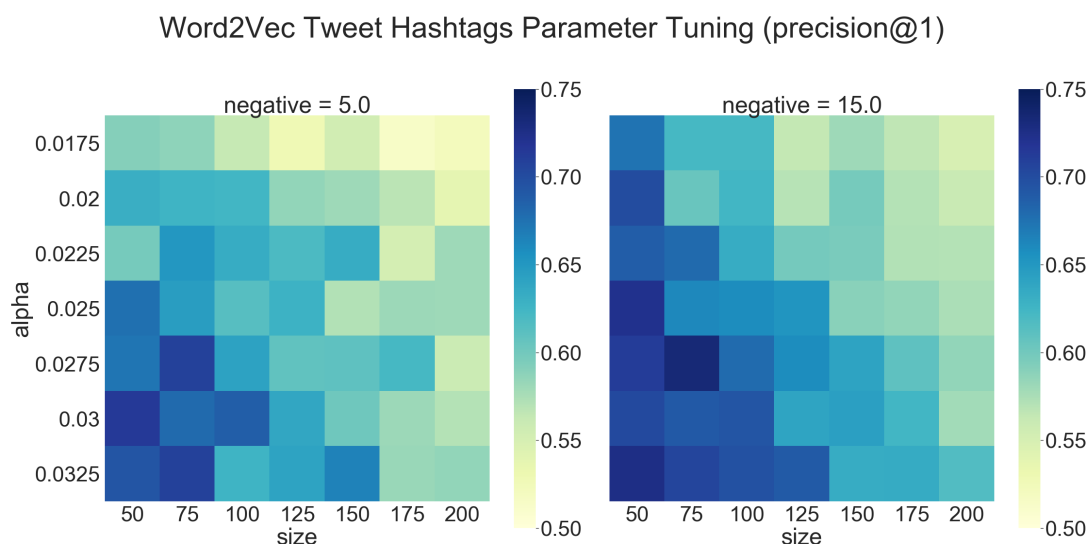 Word2Vec Tweet Hashtags Parameter Tuning (precision@1)
negative = 5.0
alpha
0.0175
0.02
0.0225
0.025
0.0275
0.03
0.0325
50 75 100 125 150 175 200
size
0.75
0.70
0.65
0.60
0.55
0.50
negative = 15.0
50 75 100 125 150 175 200
size
0.75
0.70
0.65
0.60
0.55
0.50